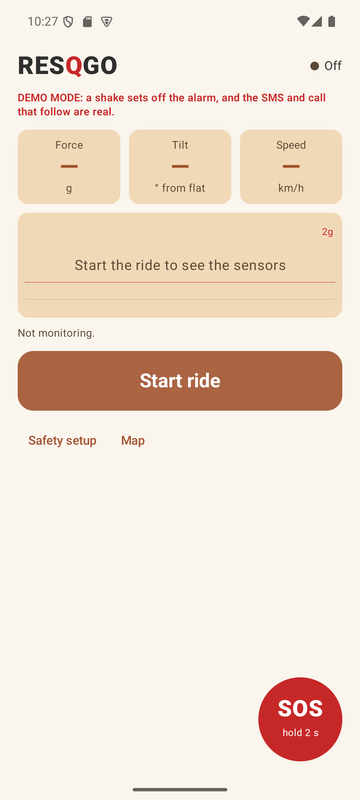 10:27
RESQGO
Off
DEMO MODE: a shake sets off the alarm, and the SMS and call
that follow are real.
Force
—
g
Tilt
—
° from flat
Speed
—
km/h
2g
Start the ride to see the sensors
Not monitoring.
Start ride
Safety setup
Map
SOS
hold 2 s